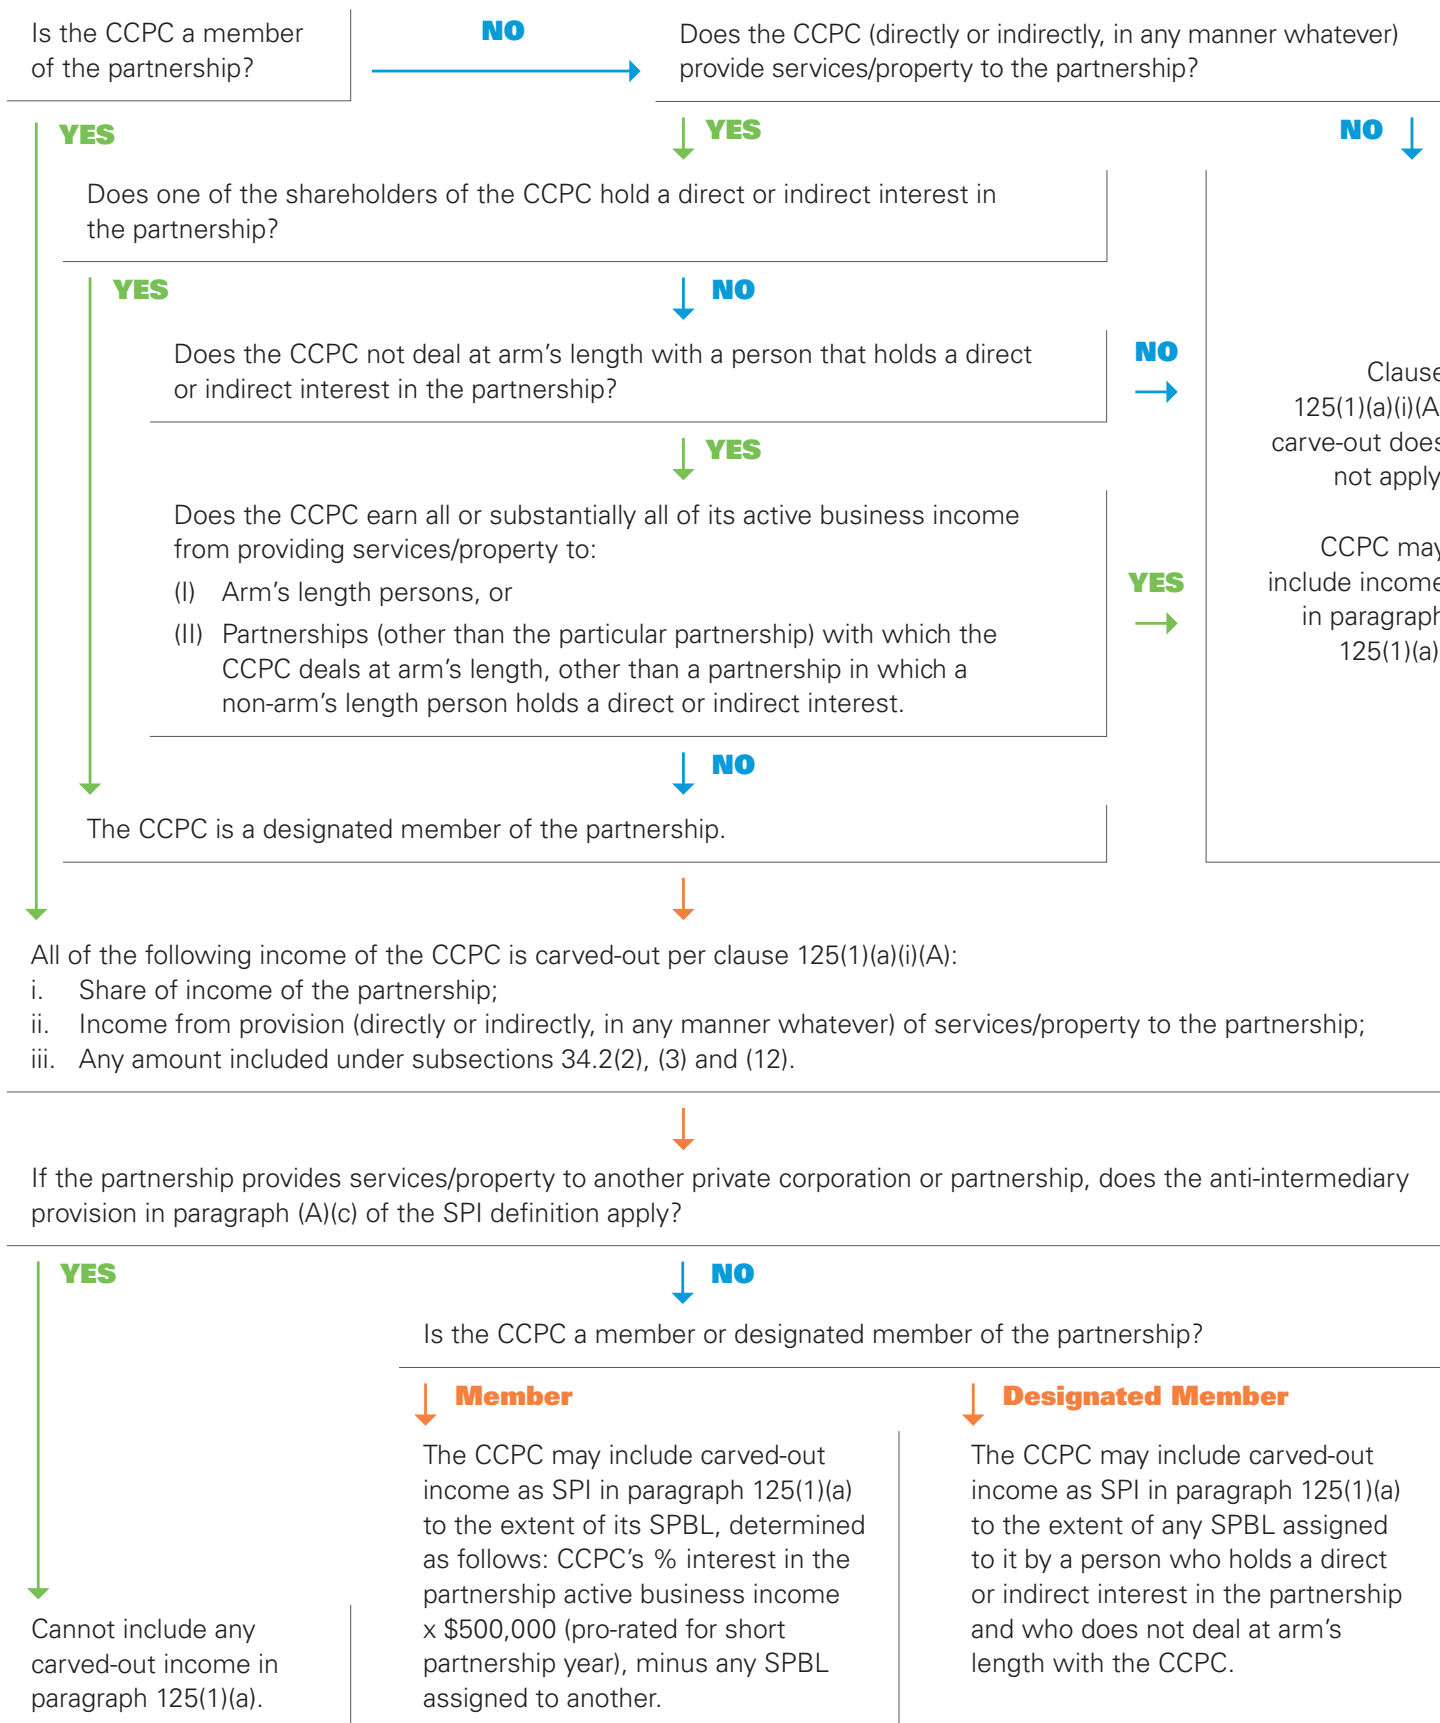 Is the CCPC a member
of the partnership?
NO
Does the CCPC (directly or indirectly, in any manner whatever)
provide services/property to the partnership?
YES
YES
NO
Does one of the shareholders of the CCPC hold a direct or indirect interest in
the partnership?
YES
NO
Does the CCPC not deal at arm’s length with a person that holds a direct
or indirect interest in the partnership?
NO
YES
Does the CCPC earn all or substantially all of its active business income
from providing services/property to:
(I) Arm’s length persons, or
(II) Partnerships (other than the particular partnership) with which the
CCPC deals at arm’s length, other than a partnership in which a
non-arm’s length person holds a direct or indirect interest.
YES
Clause
125(1)(a)(i)(A
carve-out does
not apply
CCPC may
include income
in paragraph
125(1)(a)
NO
The CCPC is a designated member of the partnership.
All of the following income of the CCPC is carved-out per clause 125(1)(a)(i)(A):
i. Share of income of the partnership;
ii. Income from provision (directly or indirectly, in any manner whatever) of services/property to the partnership;
iii. Any amount included under subsections 34.2(2), (3) and (12).
If the partnership provides services/property to another private corporation or partnership, does the anti-intermediary
provision in paragraph (A)(c) of the SPI definition apply?
YES
NO
Is the CCPC a member or designated member of the partnership?
Member
The CCPC may include carved-out
income as SPI in paragraph 125(1)(a)
to the extent of its SPBL, determined
as follows: CCPC’s % interest in the
partnership active business income
x $500,000 (pro-rated for short
partnership year), minus any SPBL
assigned to another.
Designated Member
The CCPC may include carved-out
income as SPI in paragraph 125(1)(a)
to the extent of any SPBL assigned
to it by a person who holds a direct
or indirect interest in the partnership
and who does not deal at arm’s
length with the CCPC.
Cannot include any
carved-out income in
paragraph 125(1)(a).